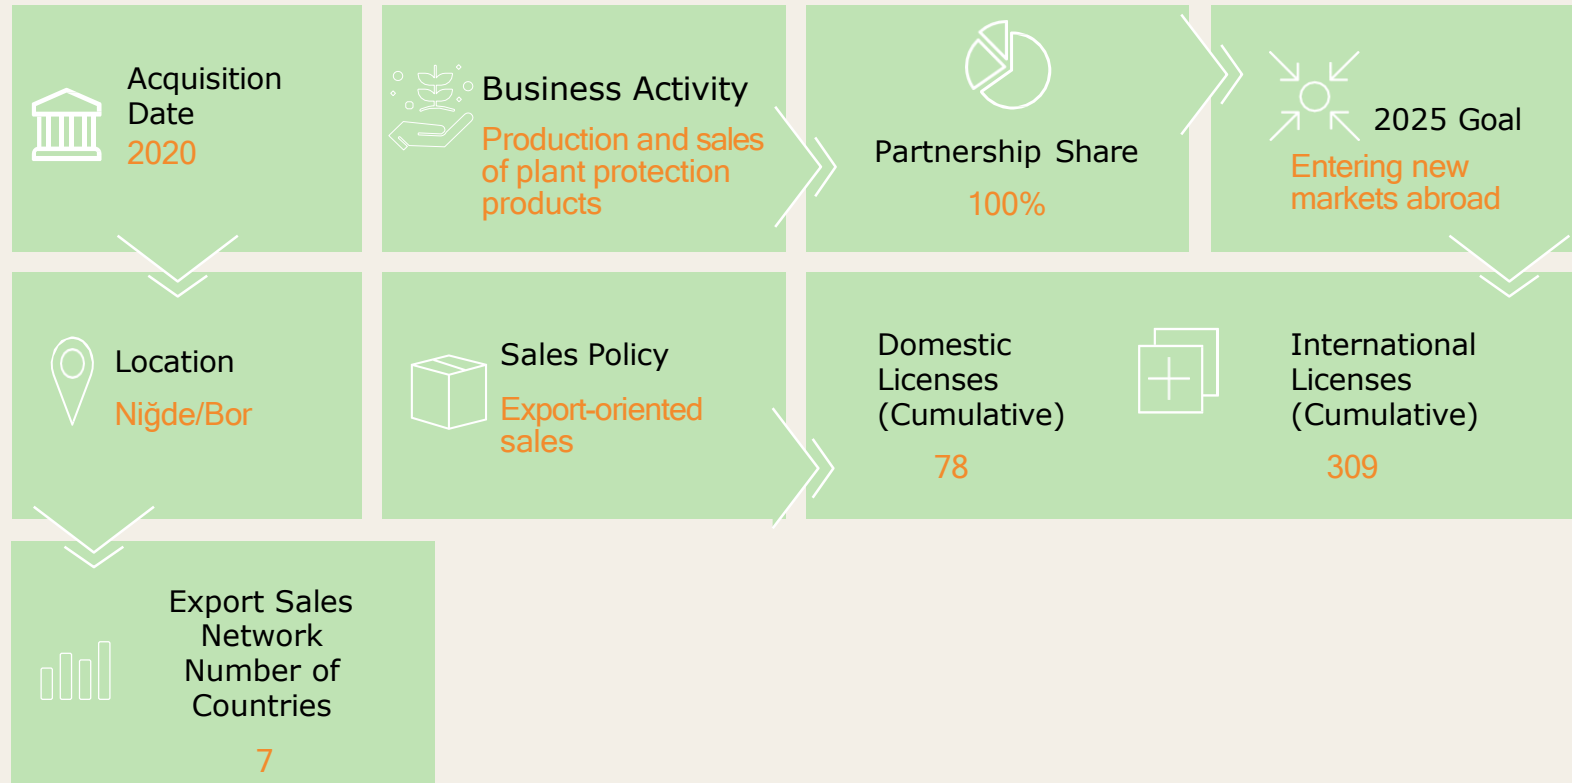 Acquisition
Date
2020
Business Activity
Production and sales
of plant protection
products
Partnership Share
100%
2025 Goal
Entering new
markets abroad
Location
Niğde/Bor
Sales Policy
Export-oriented
sales
Domestic
Licenses
(Cumulative)
78
International
Licenses
(Cumulative)
309
Export Sales
Network
Number of
Countries
7